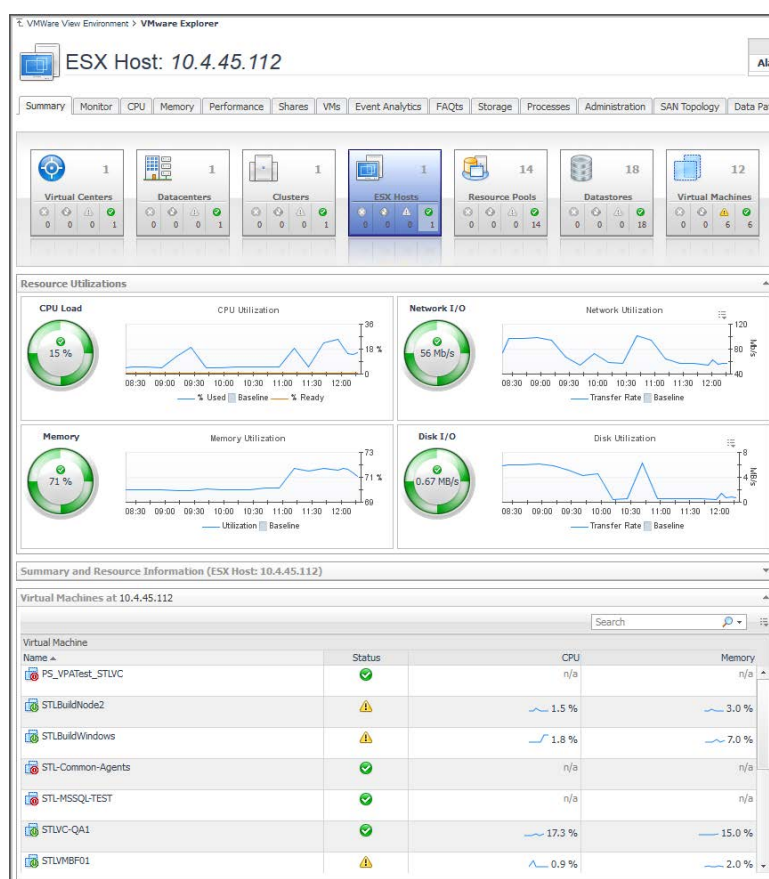 VMWare View Environment > VMware Explorer
ESX Host: 10.4.45.112
Summary Monitor CPU Memory Performance Shares VMs Event Analytics FAQts Storage Processes Administration SAN Topology
1 1 1 1 14 18 12
Virtual Centers Datacenters Clusters ESX Hosts Resource Pools Datastores Virtual Machines
0 0 0 1 0 0 0 1 0 0 0 1 0 0 0 1 0 0 0 14 0 0 0 18 0 0 6 6
Resource Utilizations
CPU Load CPU Utilization
36
18 %
0
15 %
08:30 09:00 09:30 10:00 10:30 11:00 11:30 12:00
% Used Baseline % Ready
Network I/O Network Utilization
120
80 Mb/s
40
56 Mb/s
08:30 09:00 09:30 10:00 10:30 11:00 11:30 12:00
Transfer Rate Baseline
Memory Memory Utilization
73
71 %
69
71 %
08:30 09:00 09:30 10:00 10:30 11:00 11:30 12:00
Utilization Baseline
Disk I/O Disk Utilization
8
4 MB/s
0
0.67 MB/s
08:30 09:00 09:30 10:00 10:30 11:00 11:30 12:00
Transfer Rate Baseline
Summary and Resource Information (ESX Host: 10.4.45.112)
Virtual Machines at 10.4.45.112
Search
Virtual Machine
Name Status CPU Memory
PS_VPATest_STLVC n/a n/a
STLBuildNode2 1.5 % 3.0 %
STLBuildWindows 1.8 % 7.0 %
STL-Common-Agents n/a n/a
STL-MSSQL-TEST n/a n/a
STLVC-QA1 17.3 % 15.0 %
STLVMBF01 0.9 % 2.0 %